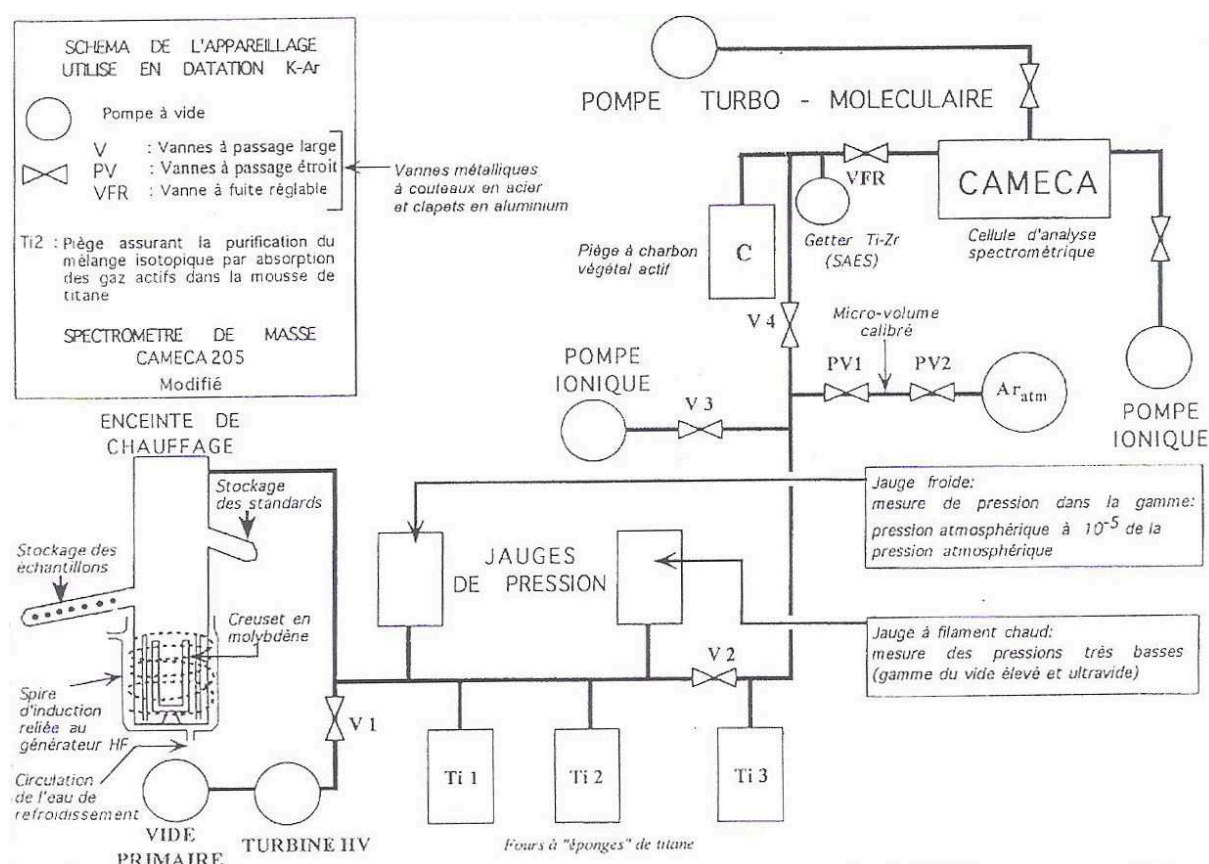 SCHEMA DE L'APPAREILLAGE
UTILISE EN DATATION K-Ar
Pompe à vide
V : Vannes à passage large
PV : Vannes à passage étroit
VFR : Vanne à fuite réglable
Vannes métalliques
à couteaux en acier
et clapets en aluminium
Ti2 : Piège assurant la purification du
mélange isotopique par absorption
des gaz actifs dans la mousse de
titane
SPECTROMETRE DE MASSE
CAMECA 205
Modifié
POMPE TURBO - MOLECULAIRE
VFR
CAMECA
Cellule d'analyse
spectrométrique
C
Piège à charbon
végétal actif
Getter Ti-Zr
(SAES)
V 4
Micro-volume
calibré
PV1
PV2
Ar atm
POMPE
IONIQUE
POMPE
IONIQUE
V 3
ENCEINTE DE
CHAUFFAGE
Stockage
des standards
Stockage des
èchantillons
Creuset en
molybdène
Spire
d'induction
reliée au
générateur HF
Circulation
de l'eau de
refroidissement
JAUGES
DE PRESSION
Jauge froide:
mesure de pression dans la gamme:
pression atmosphérique à 10-5 de la
pression atmosphérique
Jauge à filament chaud:
mesure des pressions très basses
(gamme du vide élevé et ultravide)
V 2
V 1
Ti 1
Ti 2
Ti 3
VIDE
PRIMAIRE
TURBINE HV
Fours à "éponges" de titane